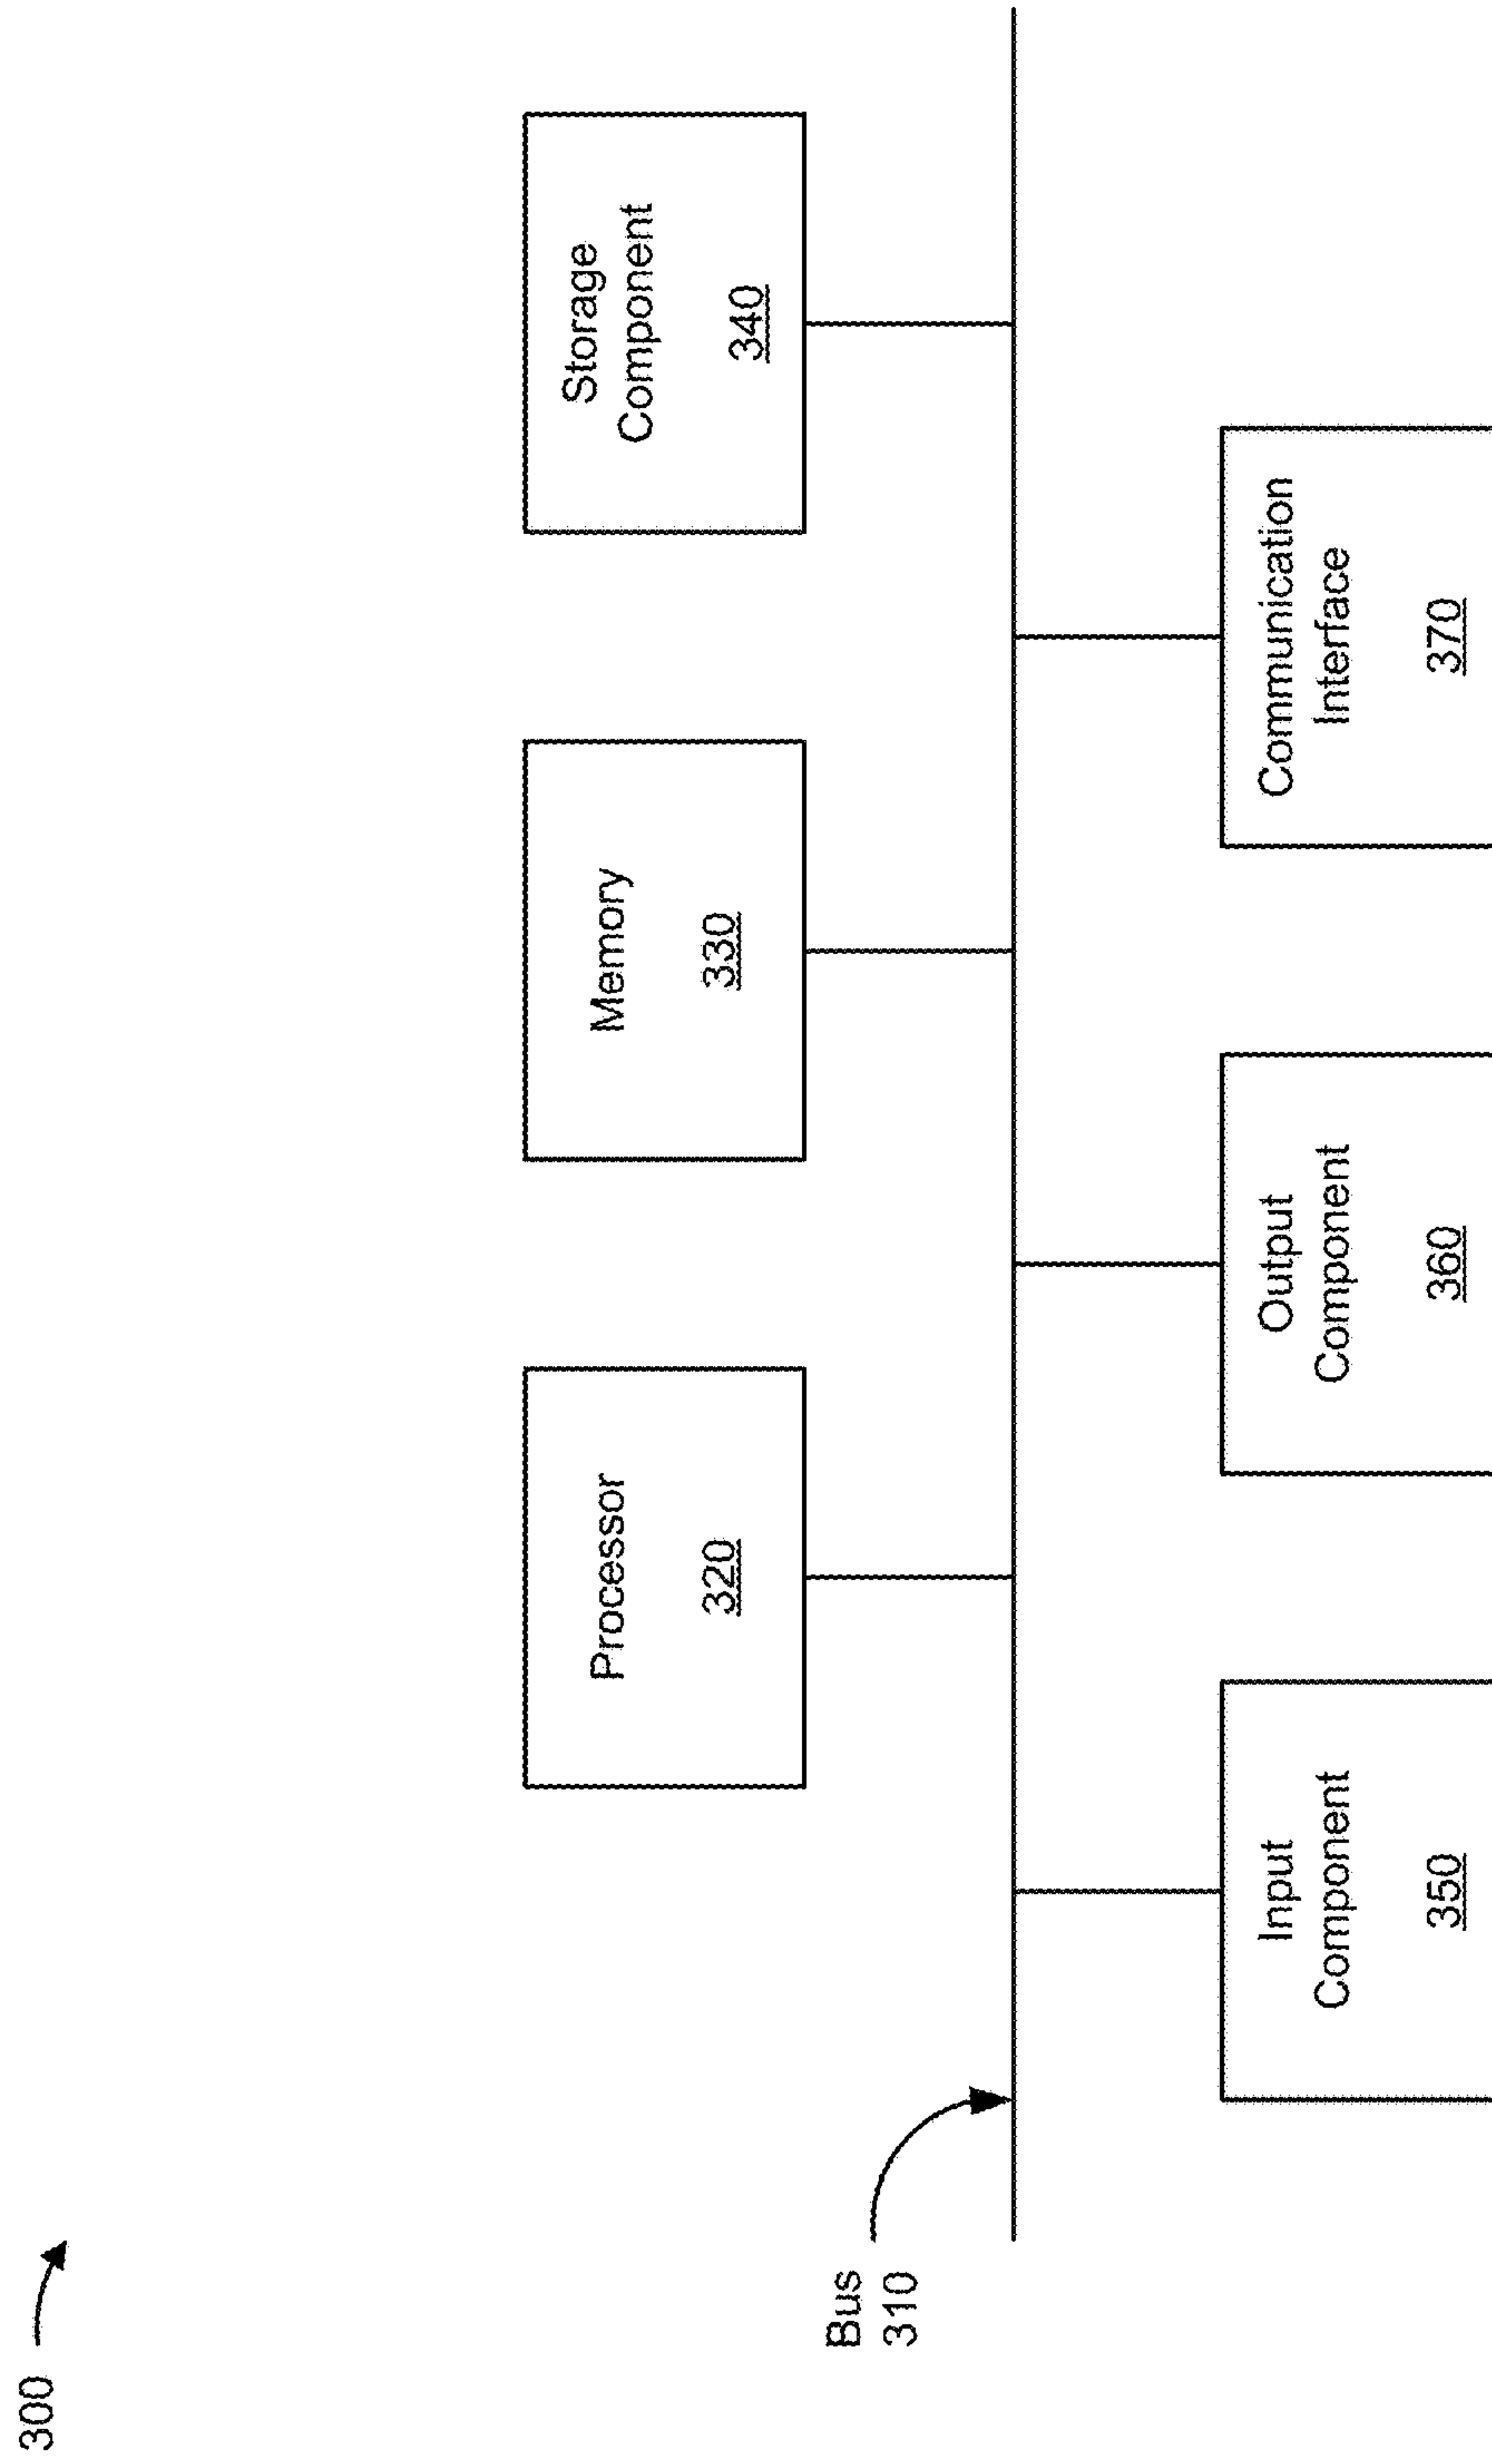 300
Processor
320
Memory
330
Storage
Component
340
Bus
310
Input
Component
350
Output
Component
360
Communication
Interface
370